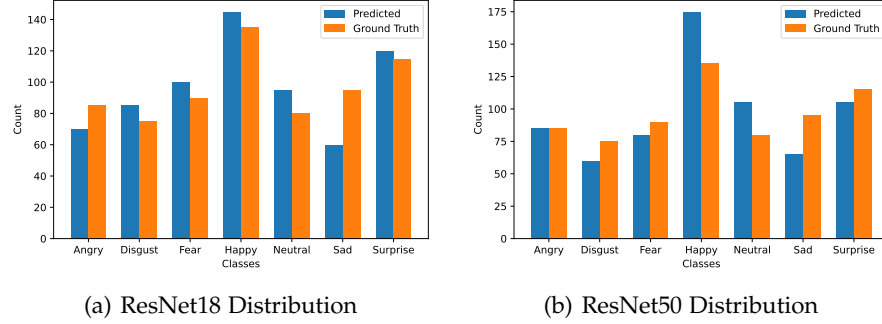 140
120
100
80
60
40
20
0
Count
Predicted
Ground Truth
Angry Disgust Fear Happy Neutral Sad Surprise
Classes
(a) ResNet18 Distribution
175
150
125
100
75
50
25
0
Count
Predicted
Ground Truth
Angry Disgust Fear Happy Neutral Sad Surprise
Classes
(b) ResNet50 Distribution